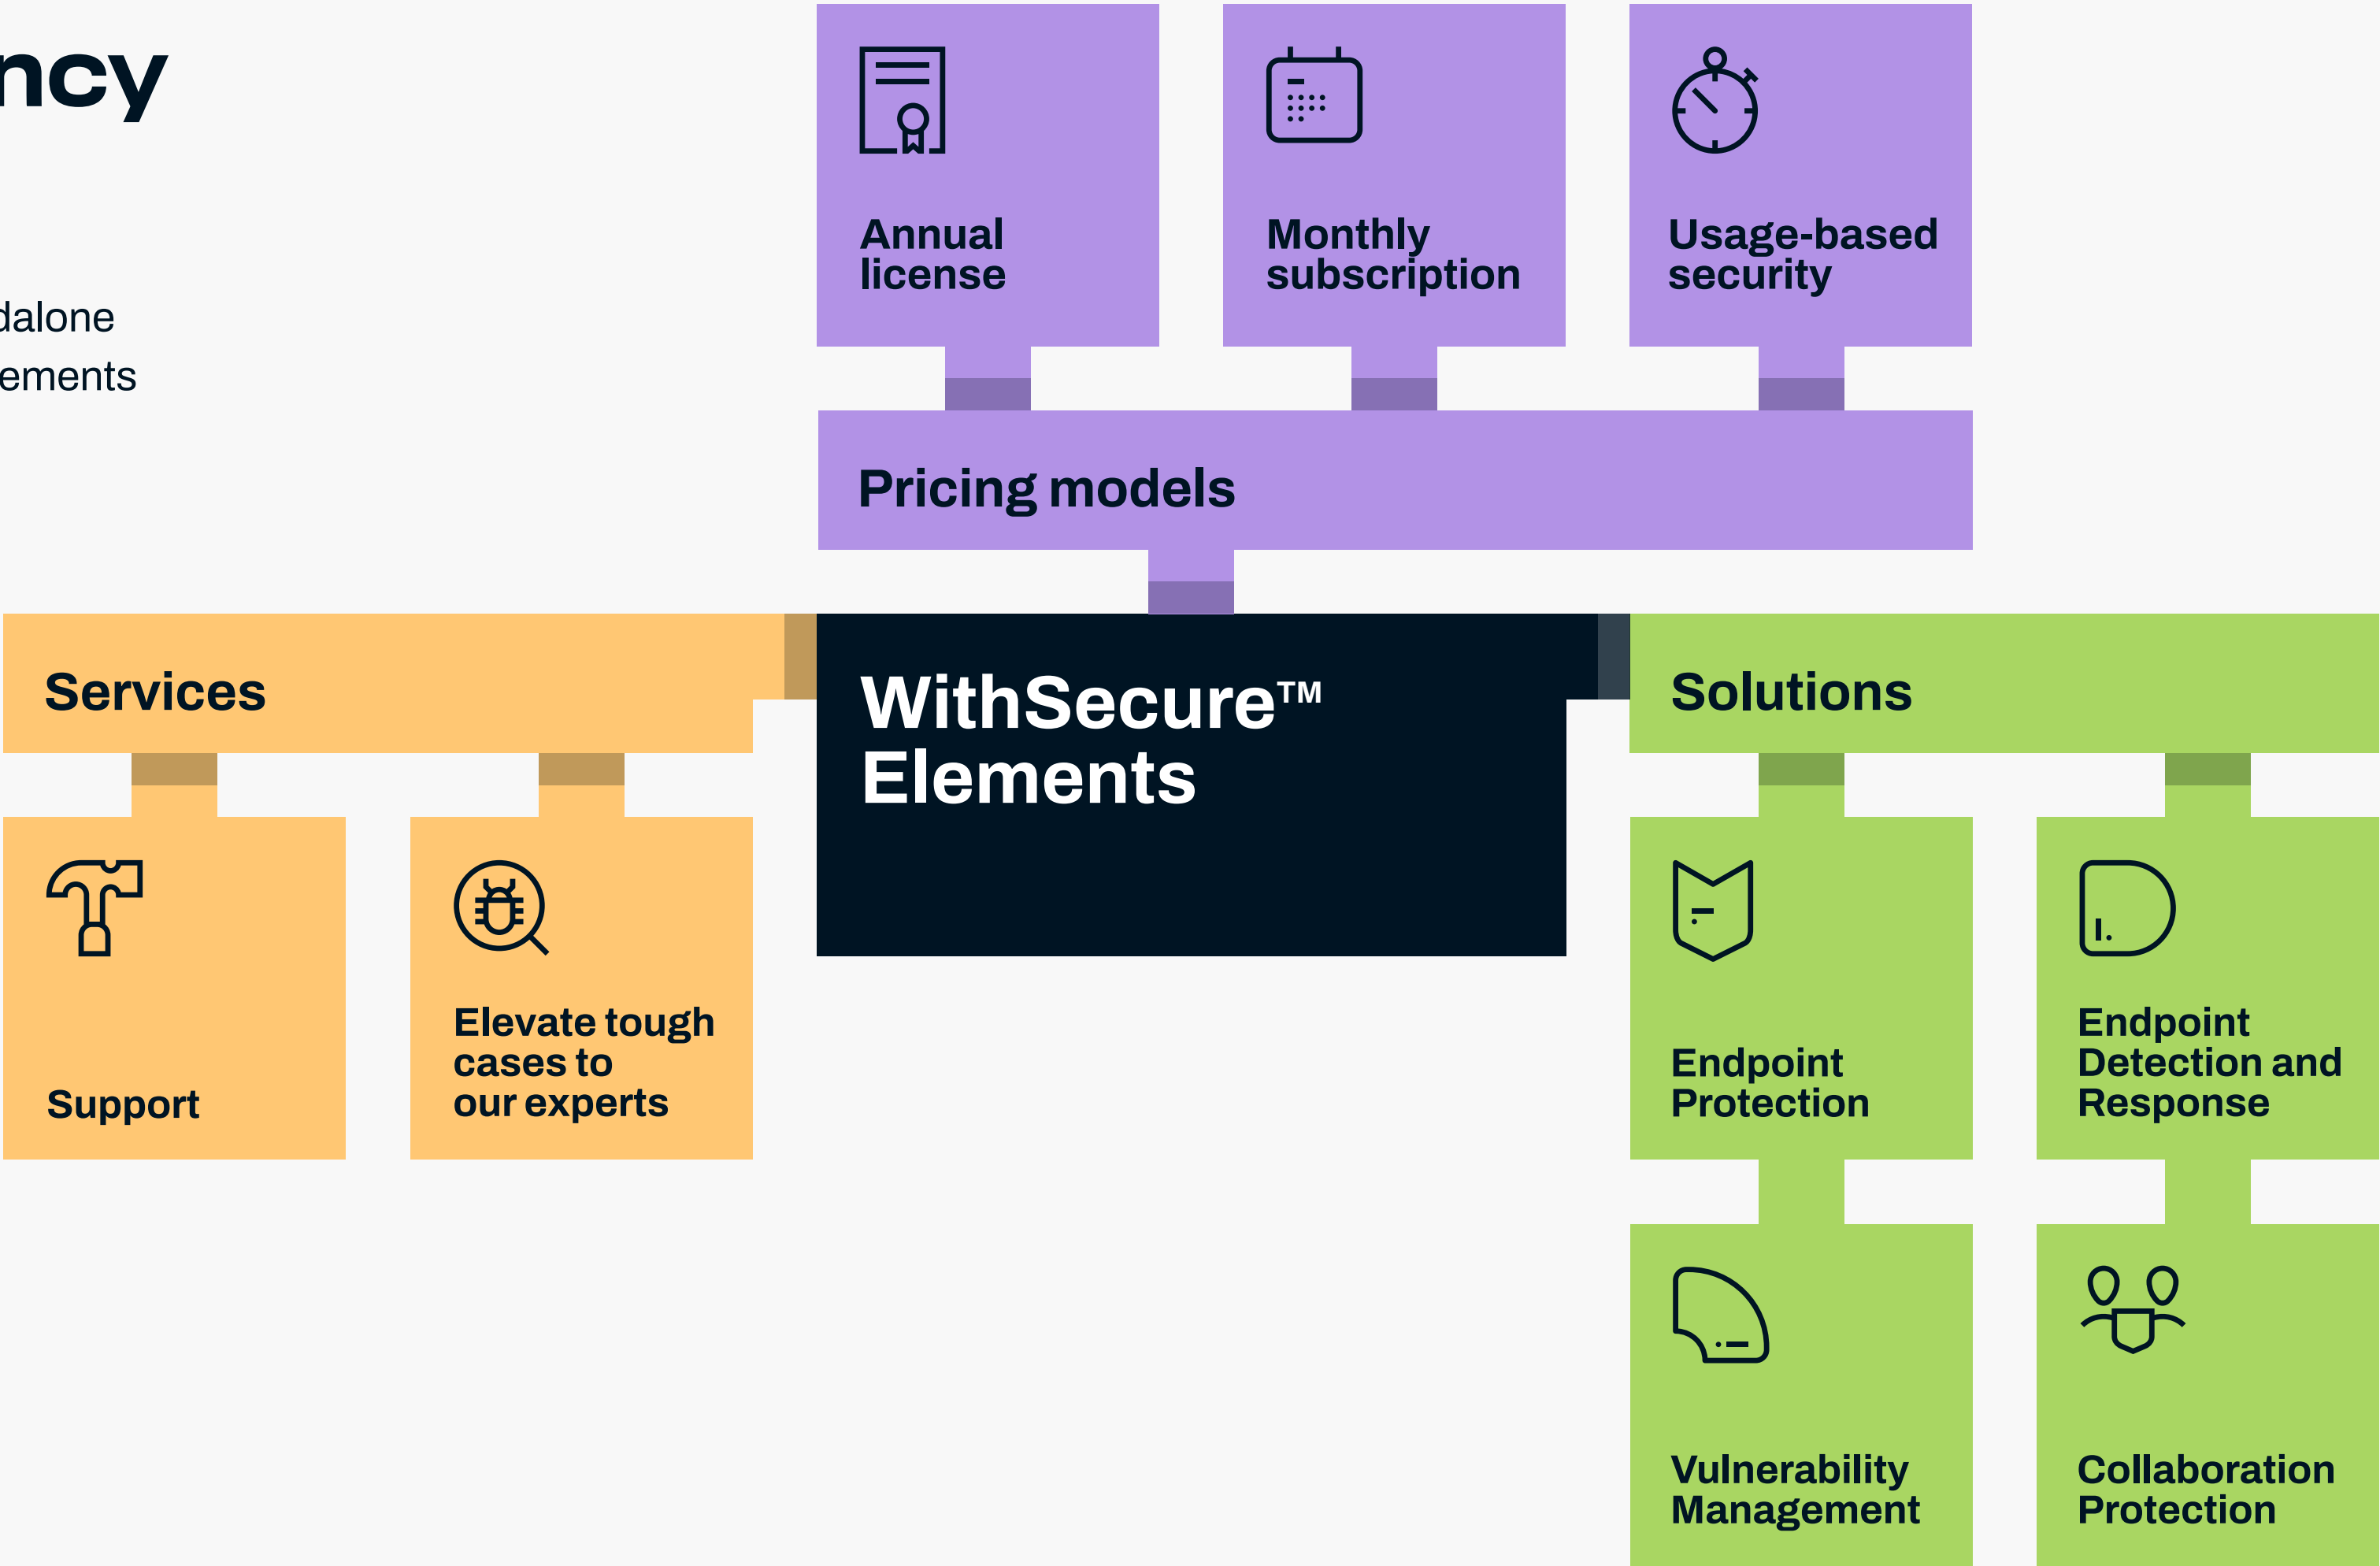 ncy
dalone
ements
Annual
license
Monthly
subscription
Usage-based
security
Pricing models
Services
WithSecure™
Elements
Solutions
Support
Elevate tough
cases to
our experts
Endpoint
Protection
Endpoint
Detection and
Response
Vulnerability
Management
Collaboration
Protection